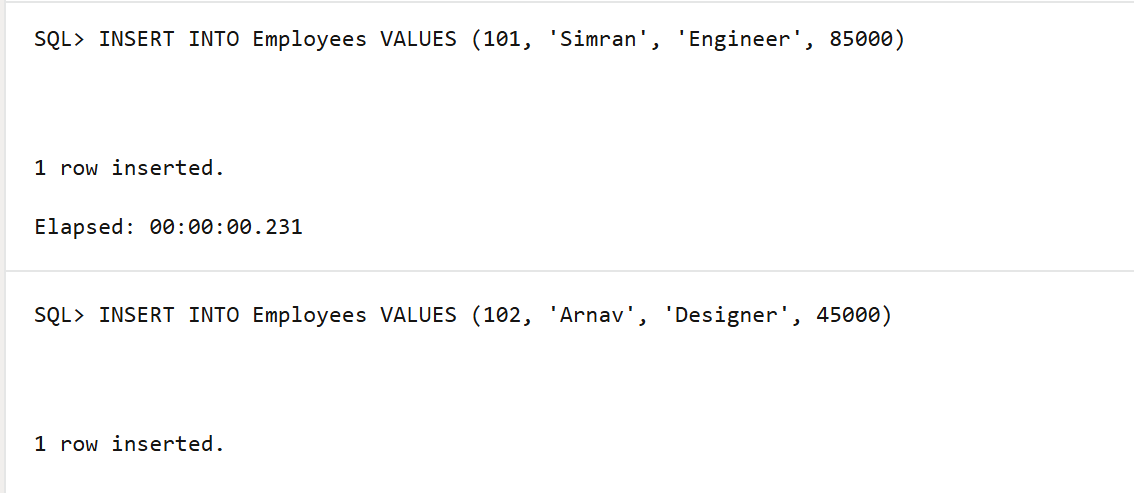 SQL> INSERT INTO Employees VALUES (101, 'Simran', 'Engineer', 85000)
1 row inserted.
Elapsed: 00:00:00.231
SQL> INSERT INTO Employees VALUES (102, 'Arnav', 'Designer', 45000)
1 row inserted.